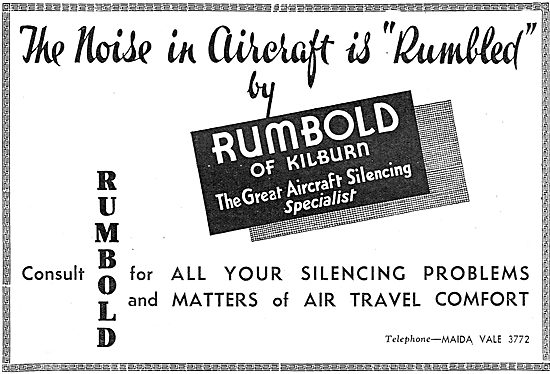 The Noise in Aircraft is "Rumbled"
by
RUMBOLD
OF KILBURN
The Great Aircraft Silencing
Specialist
Consult RUMBOLD for ALL YOUR SILENCING PROBLEMS
and MATTERS of AIR TRAVEL COMFORT
Telephone—MAIDA VALE 3772